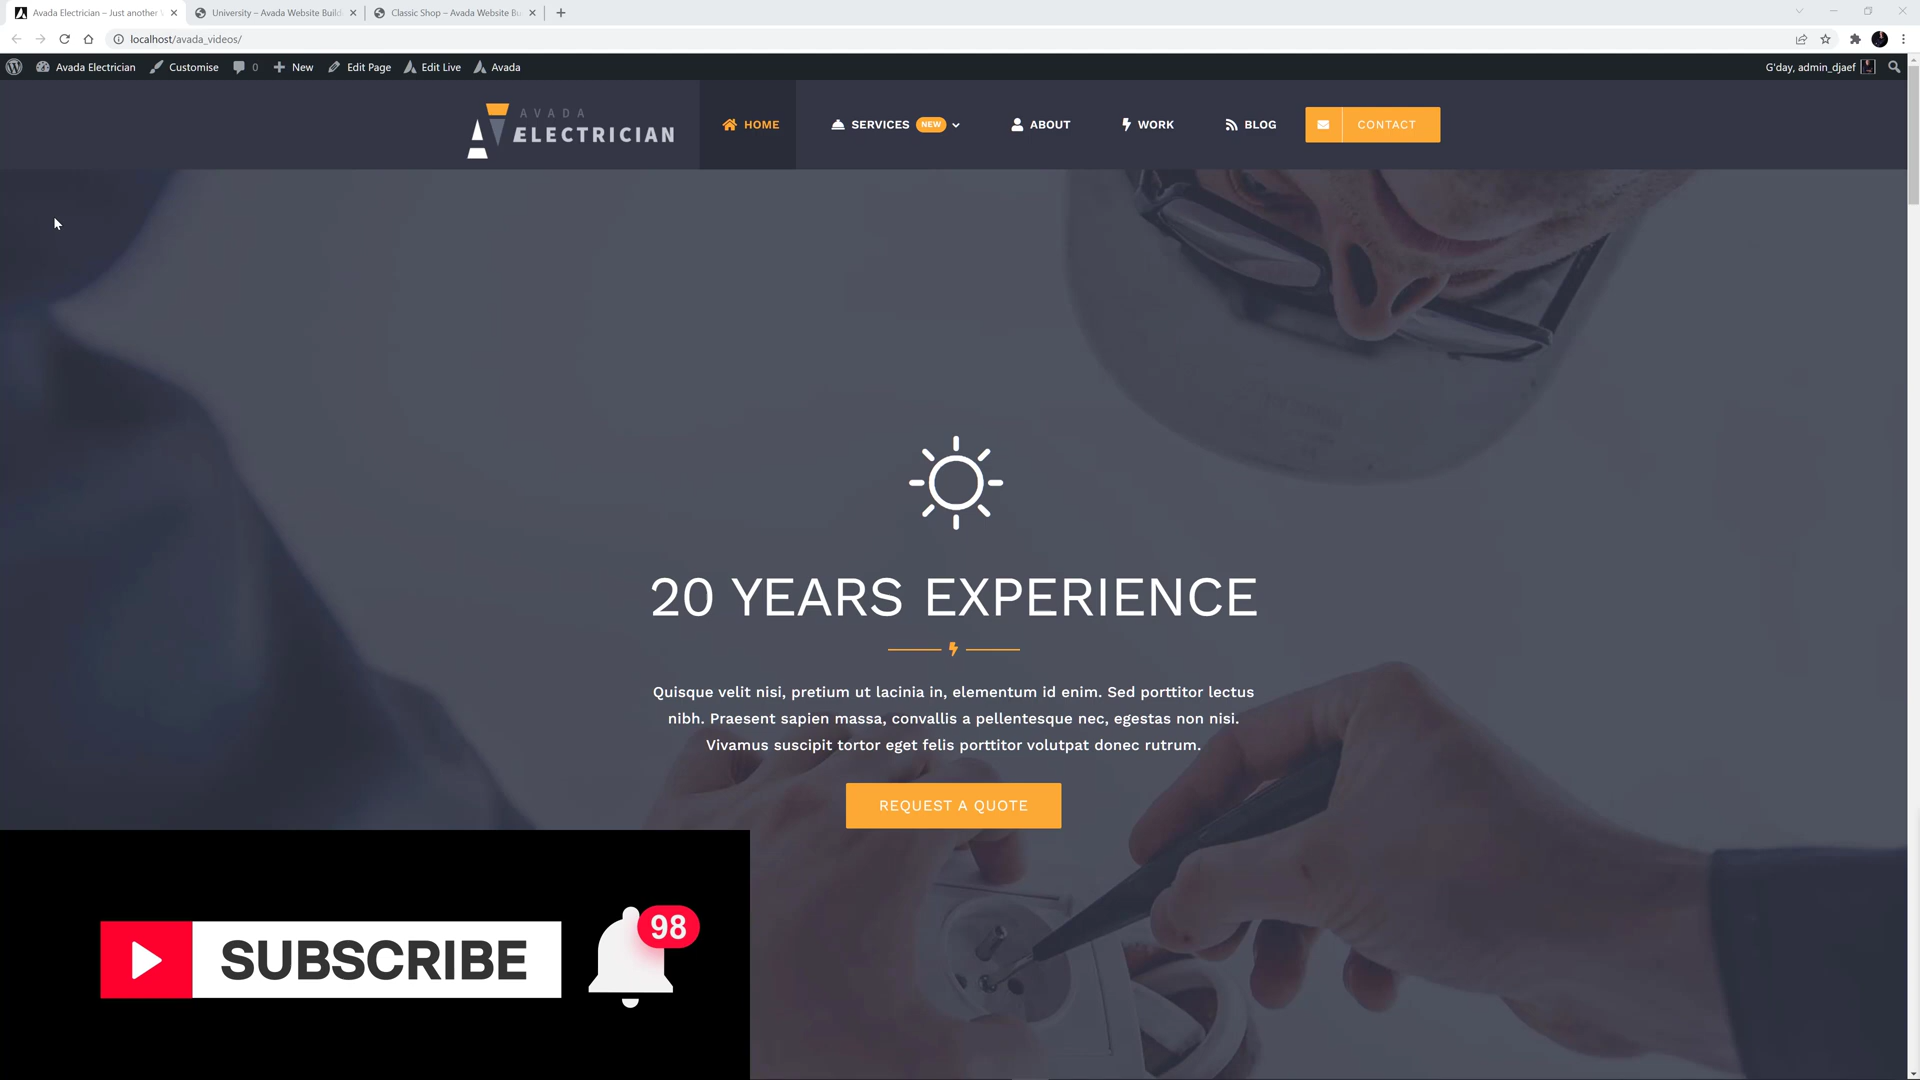 Avada Electrician – Just another
University – Avada Website Build
Classic Shop – Avada Website Bu
localhost/avada_videos/
Avada Electrician
Customise
0
New
Edit Page
Edit Live
Avada
G'day, admin_djaef
AVADA
ELECTRICIAN
HOME
SERVICES NEW
ABOUT
WORK
BLOG
CONTACT
20 YEARS EXPERIENCE
Quisque velit nisi, pretium ut lacinia in, elementum id enim. Sed porttitor lectus
nibh. Praesent sapien massa, convallis a pellentesque nec, egestas non nisi.
Vivamus suscipit tortor eget felis porttitor volutpat donec rutrum.
REQUEST A QUOTE
SUBSCRIBE
98